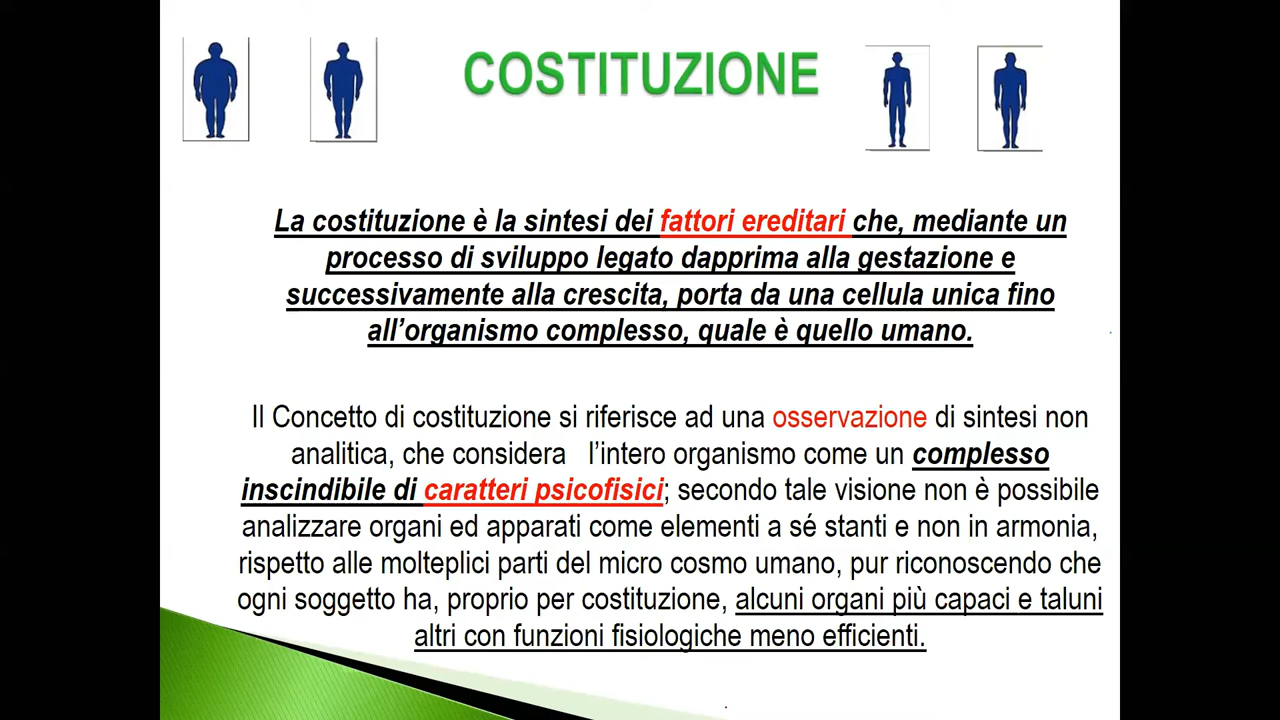 COSTITUZIONE
La costituzione è la sintesi dei fattori ereditari che, mediante un
processo di sviluppo legato dapprima alla gestazione e
successivamente alla crescita, porta da una cellula unica fino
all’organismo complesso, quale è quello umano.
Il Concetto di costituzione si riferisce ad una osservazione di sintesi non
analitica, che considera l’intero organismo come un complesso
inscindibile di caratteri psicofisici; secondo tale visione non è possibile
analizzare organi ed apparati come elementi a sé stanti e non in armonia,
rispetto alle molteplici parti del micro cosmo umano, pur riconoscendo che
ogni soggetto ha, proprio per costituzione, alcuni organi più capaci e taluni
altri con funzioni fisiologiche meno efficienti.